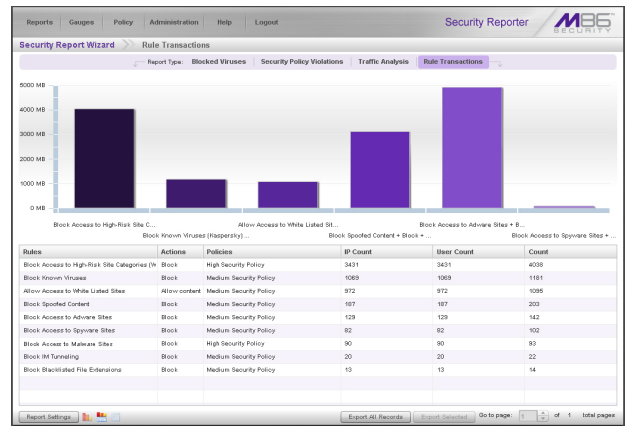 Reports Gauges Policy Administration Help Logout Security Reporter M86 SECURITY
Security Report Wizard Rule Transactions
Report Type: Blocked Viruses Security Policy Violations Traffic Analysis Rule Transactions
5000 MB
4000 MB
3000 MB
2000 MB
1000 MB
0 MB
Block Access to High-Risk Site C... Allow Access to White Listed Sit... Block Access to Adware Sites + B...
Block Known Viruses (Kaspersky) ... Block Spoofed Content + Block + ... Block Access to Spyware Sites + ...
Rules Actions Policies IP Count User Count Count
Block Access to High-Risk Site Categories (W Block High Security Policy 3431 3431 4038
Block Known Viruses Block Medium Security Policy 1069 1069 1181
Allow Access to White Listed Sites Allow content Medium Security Policy 972 972 1095
Block Spoofed Content Block Medium Security Policy 187 187 203
Block Access to Adware Sites Block Medium Security Policy 129 129 142
Block Access to Spyware Sites Block Medium Security Policy 82 82 102
Block Access to Malware Sites Block High Security Policy 90 90 93
Block IM Tunneling Block Medium Security Policy 20 20 22
Block Blacklisted File Extensions Block Medium Security Policy 13 13 14
Report Settings Export All Records Export Selected Go to page: 1 of 1 total pages